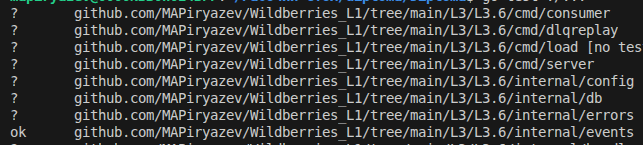 ? github.com/MAPiryazev/Wildberries_L1/tree/main/L3/L3.6/cmd/consumer
? github.com/MAPiryazev/Wildberries_L1/tree/main/L3/L3.6/cmd/dlqreplay
? github.com/MAPiryazev/Wildberries_L1/tree/main/L3/L3.6/cmd/load [no tes
? github.com/MAPiryazev/Wildberries_L1/tree/main/L3/L3.6/cmd/server
? github.com/MAPiryazev/Wildberries_L1/tree/main/L3/L3.6/internal/config
? github.com/MAPiryazev/Wildberries_L1/tree/main/L3/L3.6/internal/db
? github.com/MAPiryazev/Wildberries_L1/tree/main/L3/L3.6/internal/errors
ok github.com/MAPiryazev/Wildberries_L1/tree/main/L3/L3.6/internal/events